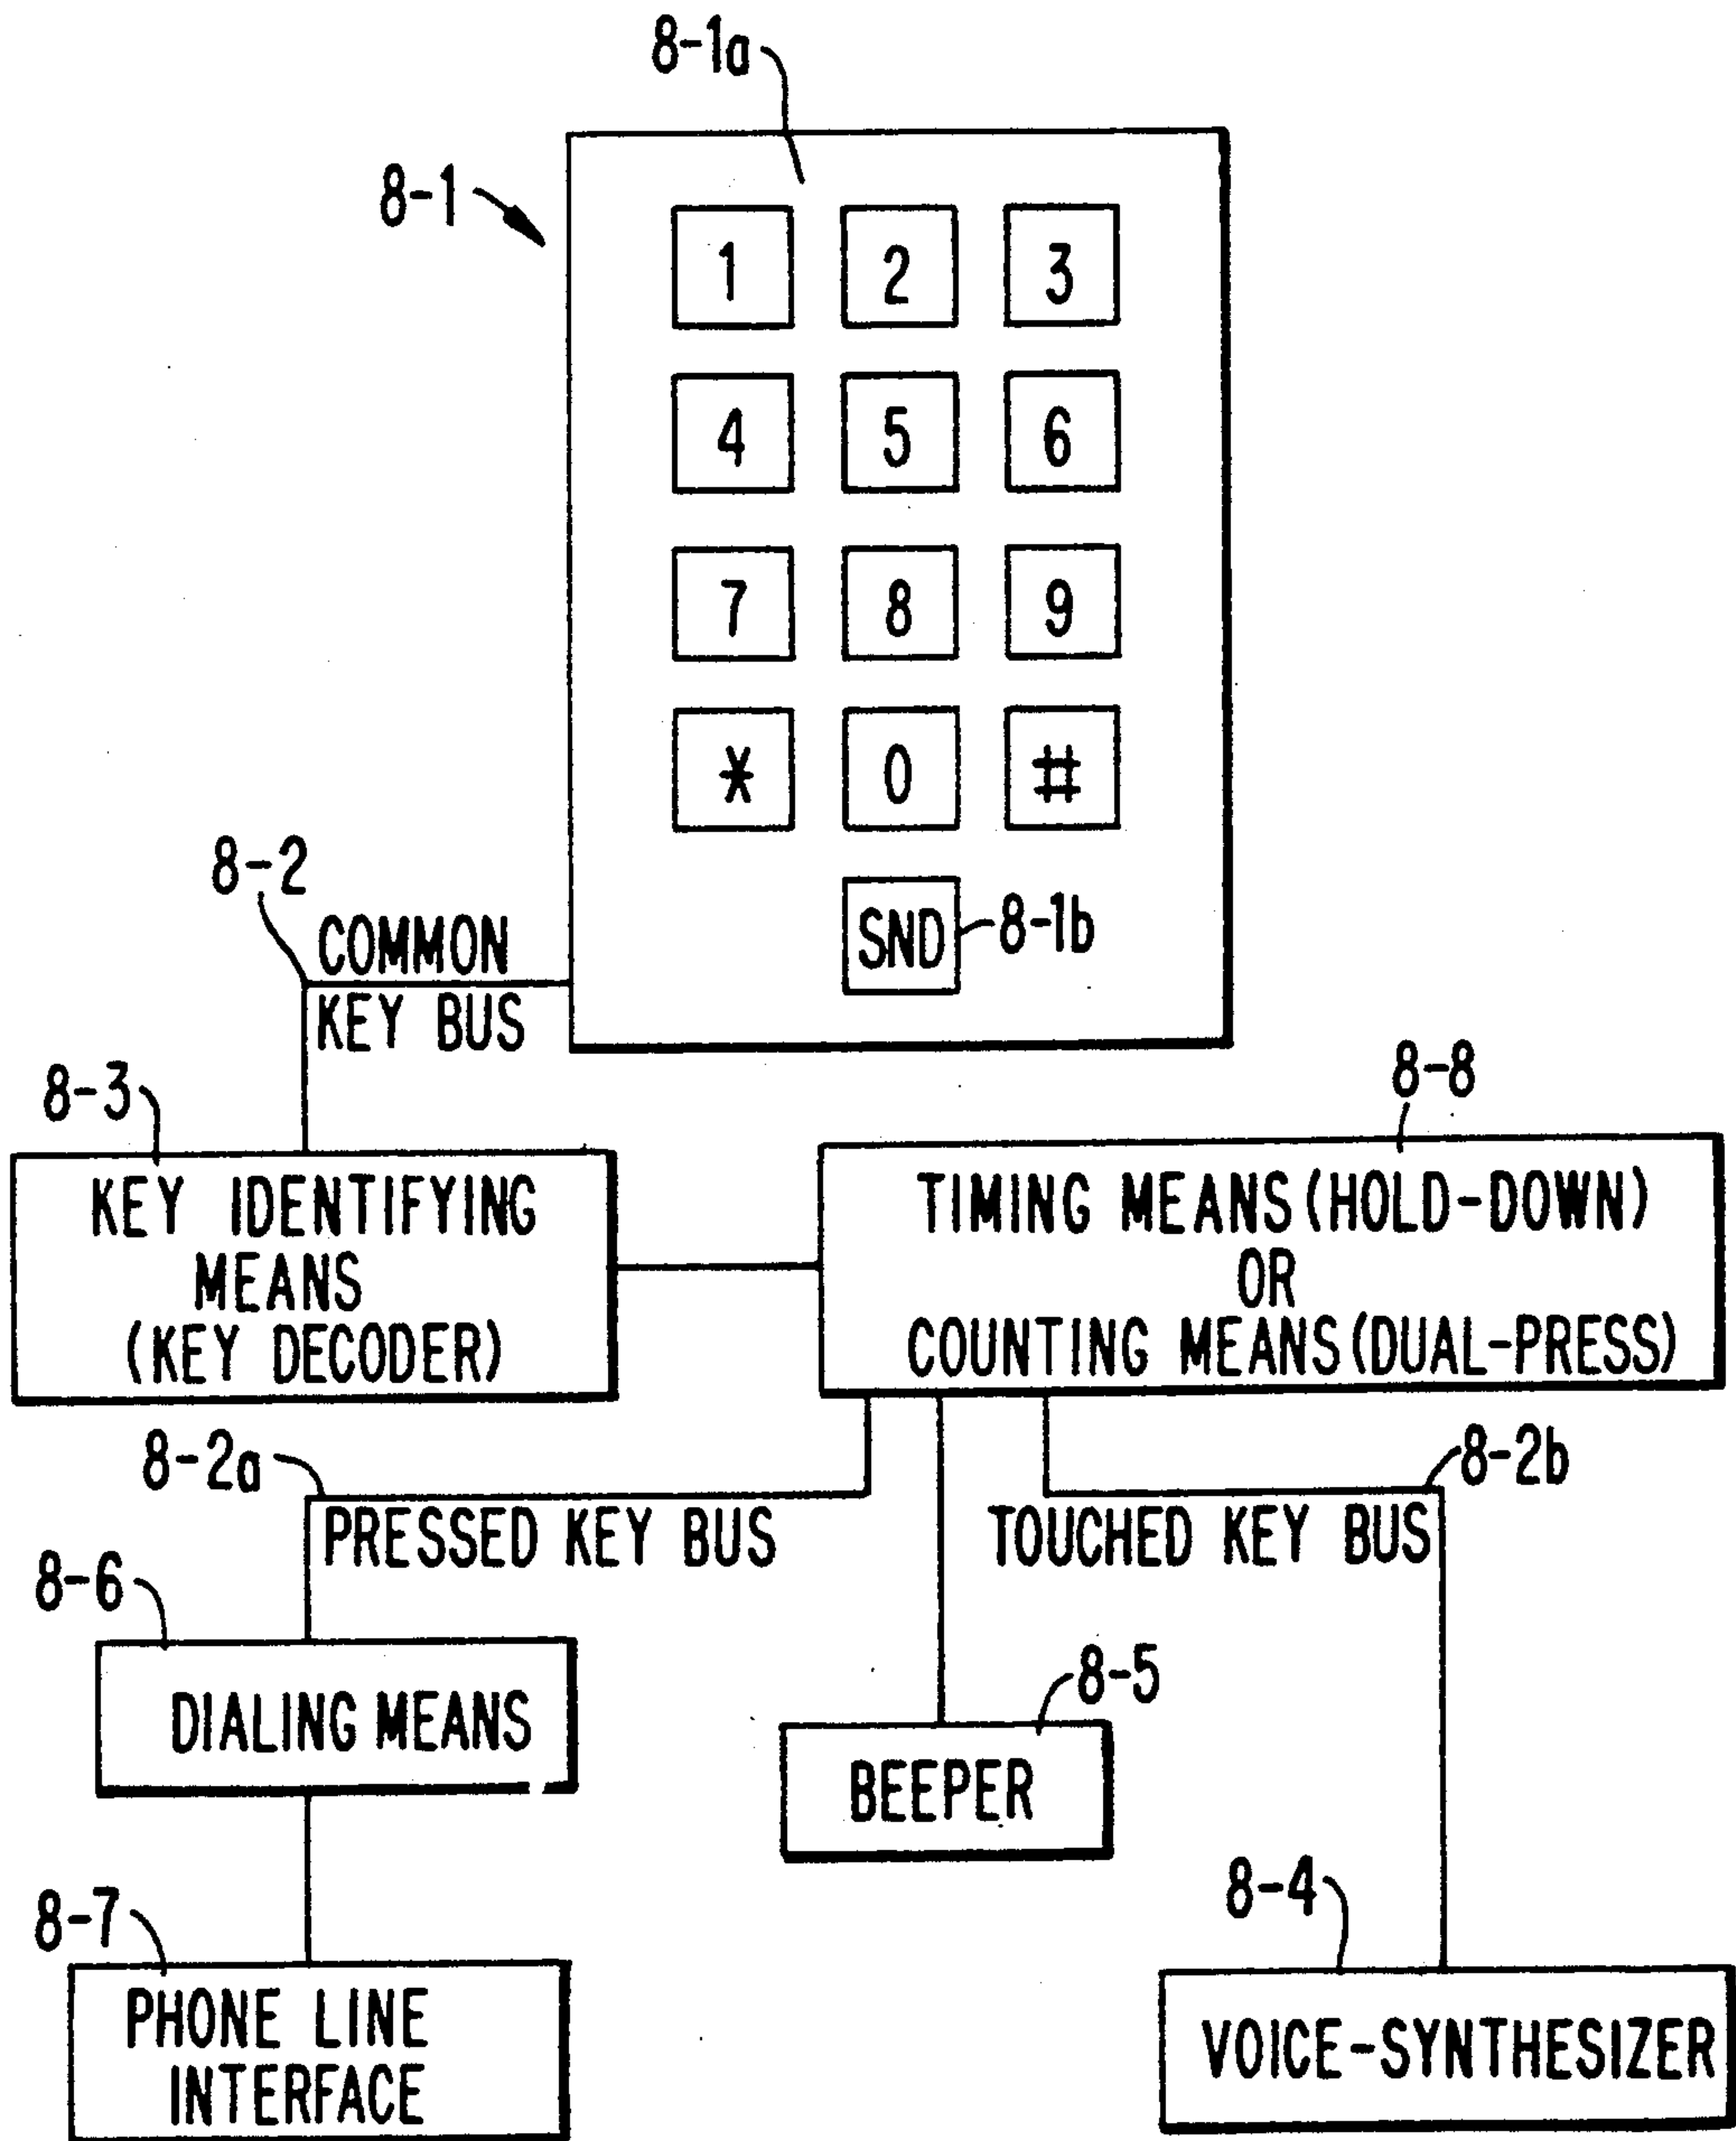 8-1a
8-1
1 2 3
4 5 6
7 8 9
* 0 #
SND
8-1b
8-2
COMMON
KEY BUS
8-3
8-8
KEY IDENTIFYING
MEANS
(KEY DECODER)
TIMING MEANS (HOLD-DOWN)
OR
COUNTING MEANS (DUAL-PRESS)
8-2a
PRESSED KEY BUS
8-2b
TOUCHED KEY BUS
8-6
DIALING MEANS
8-5
BEEPER
8-7
PHONE LINE
INTERFACE
8-4
VOICE-SYNTHESIZER